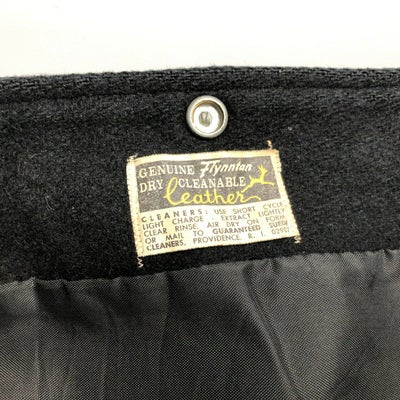 GENUINE Flynntan
DRY CLEANABLE
Leather
CLEANERS: USE SHORT CYCLE
LIGHT CHARGE - EXTRACT LIGHTLY
CLEAR RINSE. AIR DRY ON FORM
OR MAIL TO GUARANTEED SUEDE
CLEANERS, PROVIDENCE, R. I. 02917